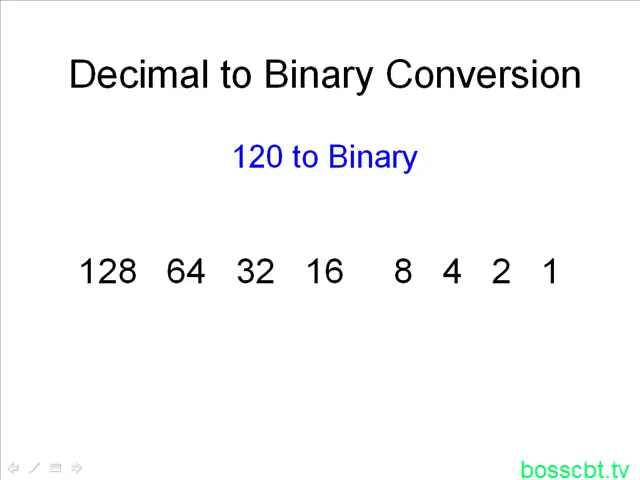 Decimal to Binary Conversion
120 to Binary
128 64 32 16 8 4 2 1
bosscbt.tv